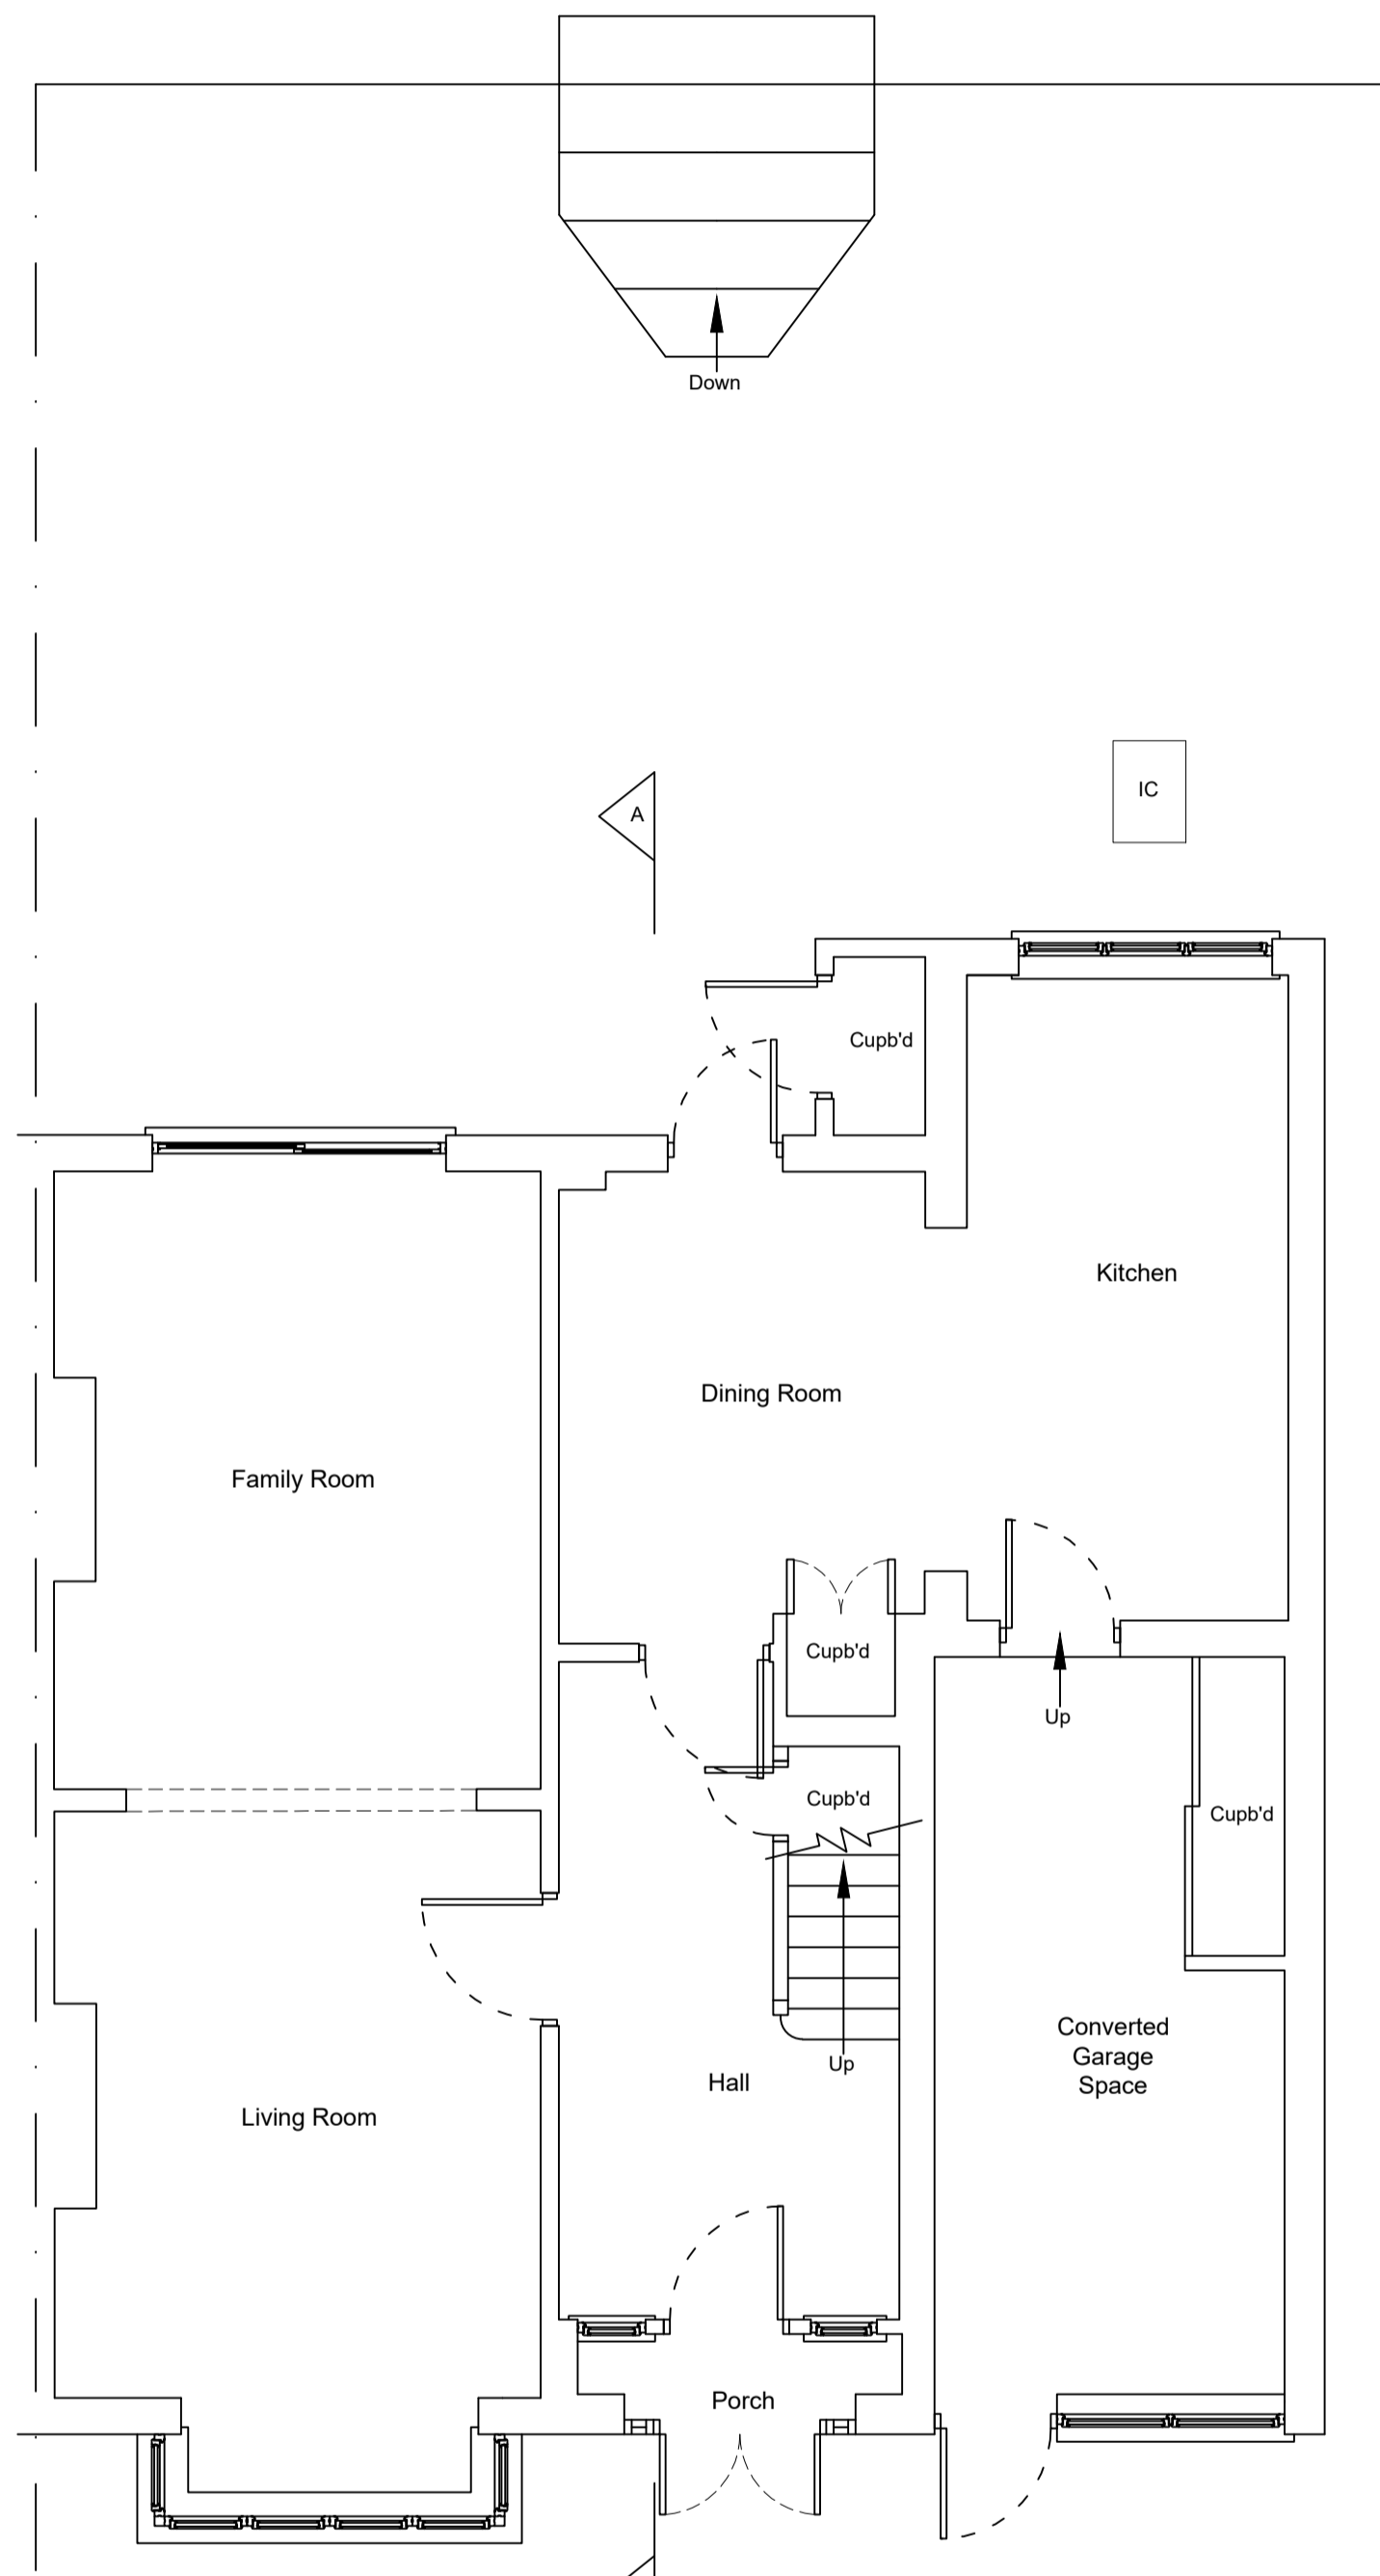 Down
A
IC
Cupb'd
Kitchen
Dining Room
Family Room
Cupb'd
Up
Cupb'd
Cupb'd
Converted
Garage
Space
Up
Hall
Living Room
Porch